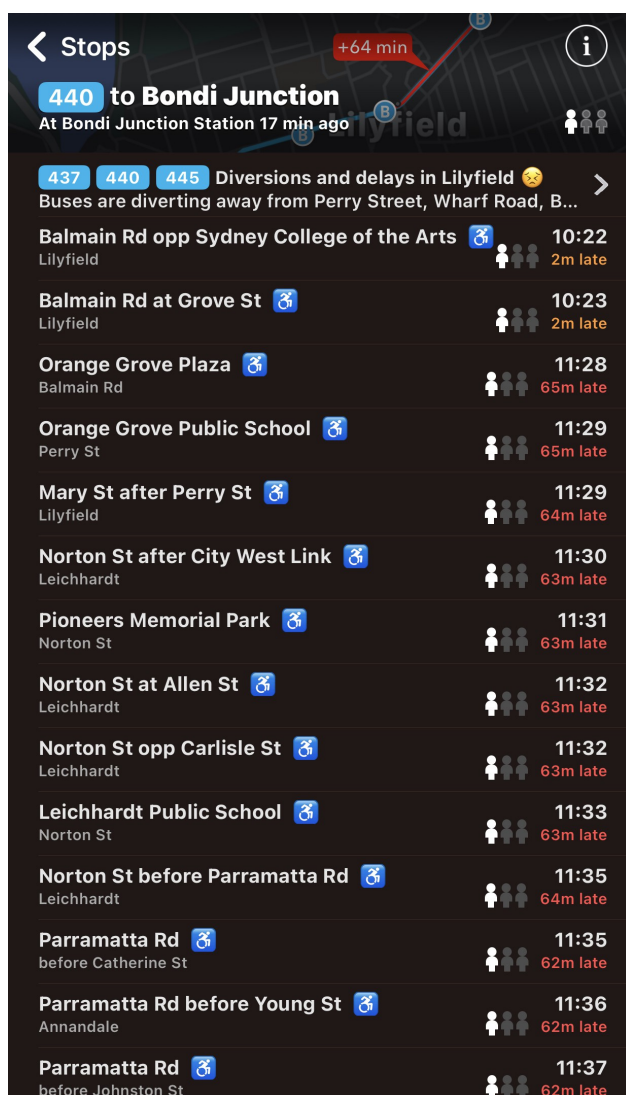 Stops
+64 min
B
i
440 to Bondi Junction
B
At Bondi Junction Station 17 min ago
B
Lilyfield
437 440 445 Diversions and delays in Lilyfield 😣
Buses are diverting away from Perry Street, Wharf Road, B...
Balmain Rd opp Sydney College of the Arts 10:22
Lilyfield 2m late
Balmain Rd at Grove St 10:23
Lilyfield 2m late
Orange Grove Plaza 11:28
Balmain Rd 65m late
Orange Grove Public School 11:29
Perry St 65m late
Mary St after Perry St 11:29
Lilyfield 64m late
Norton St after City West Link 11:30
Leichhardt 63m late
Pioneers Memorial Park 11:31
Norton St 63m late
Norton St at Allen St 11:32
Leichhardt 63m late
Norton St opp Carlisle St 11:32
Leichhardt 63m late
Leichhardt Public School 11:33
Norton St 63m late
Norton St before Parramatta Rd 11:35
Leichhardt 64m late
Parramatta Rd 11:35
before Catherine St 62m late
Parramatta Rd before Young St 11:36
Annandale 62m late
Parramatta Rd 11:37
before Johnston St 62m late